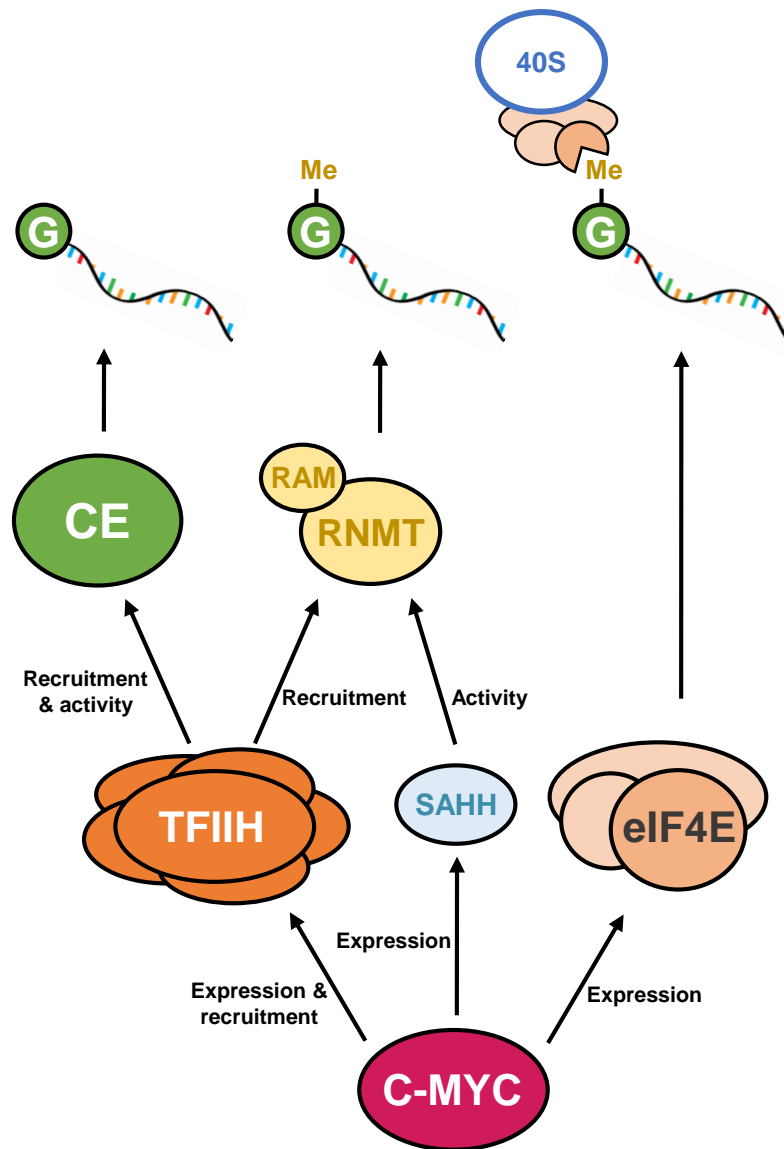 40S
Me
Me
G
G
G
RAM
CE
RNMT
Recruitment
& activity
Recruitment
Activity
TFIIH
SAHH
eIF4E
Expression
Expression &
recruitment
Expression
C-MYC